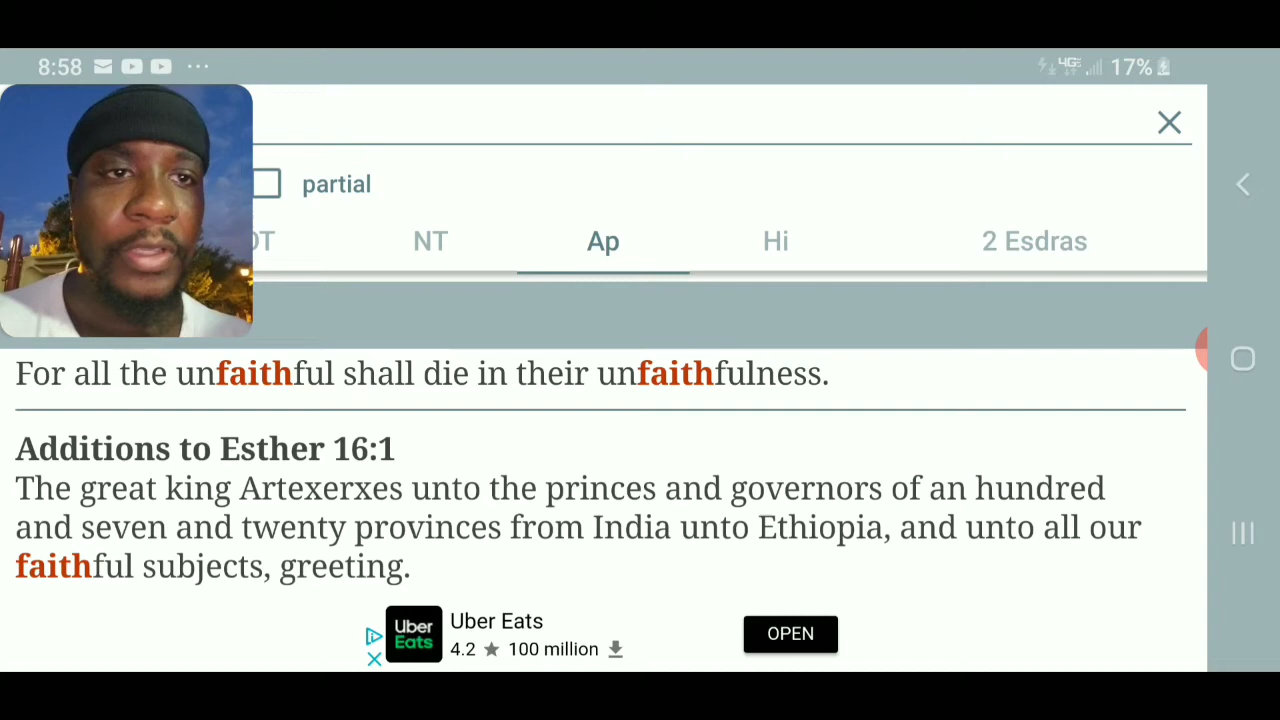 8:58 ... 4GE 17%
partial
OT NT Ap Hi 2 Esdras
For all the unfaithful shall die in their unfaithfulness.
Additions to Esther 16:1
The great king Artexerxes unto the princes and governors of an hundred
and seven and twenty provinces from India unto Ethiopia, and unto all our
faithful subjects, greeting.
Uber Eats
Uber Eats
4.2 ★ 100 million
OPEN